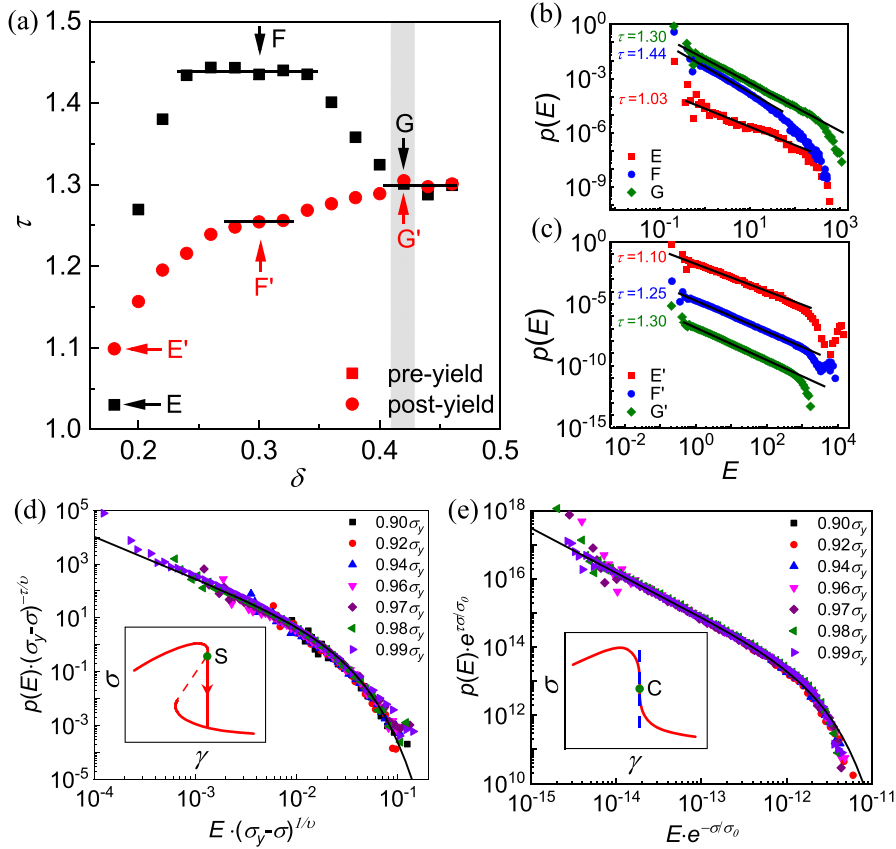 (a)
1.5
1.4
1.3
1.2
1.1
1.0
τ
0.2
0.3
0.4
0.5
δ
F
G
G'
F'
E'
E
pre-yield
post-yield
(b)
10^0
10^-3
10^-6
10^-9
p(E)
τ=1.30
τ=1.44
τ=1.03
E
F
G
10^-1
10^1
10^3
(c)
10^0
10^-5
10^-10
10^-15
p(E)
τ=1.10
τ=1.25
τ=1.30
E'
F'
G'
10^-2
10^0
10^2
10^4
E
(d)
10^5
10^3
10^1
10^-1
10^-3
10^-5
p(E)·(σ_y-σ)^-τ/υ
0.90σ_y
0.92σ_y
0.94σ_y
0.96σ_y
0.97σ_y
0.98σ_y
0.99σ_y
S
σ
γ
10^-4
10^-3
10^-2
10^-1
E·(σ_y-σ)^1/υ
(e)
10^18
10^16
10^14
10^12
10^10
p(E)·e^τσ/σ_0
0.90σ_y
0.92σ_y
0.94σ_y
0.96σ_y
0.97σ_y
0.98σ_y
0.99σ_y
C
σ
γ
10^-15
10^-14
10^-13
10^-12
10^-11
E·e^-σ/σ_0